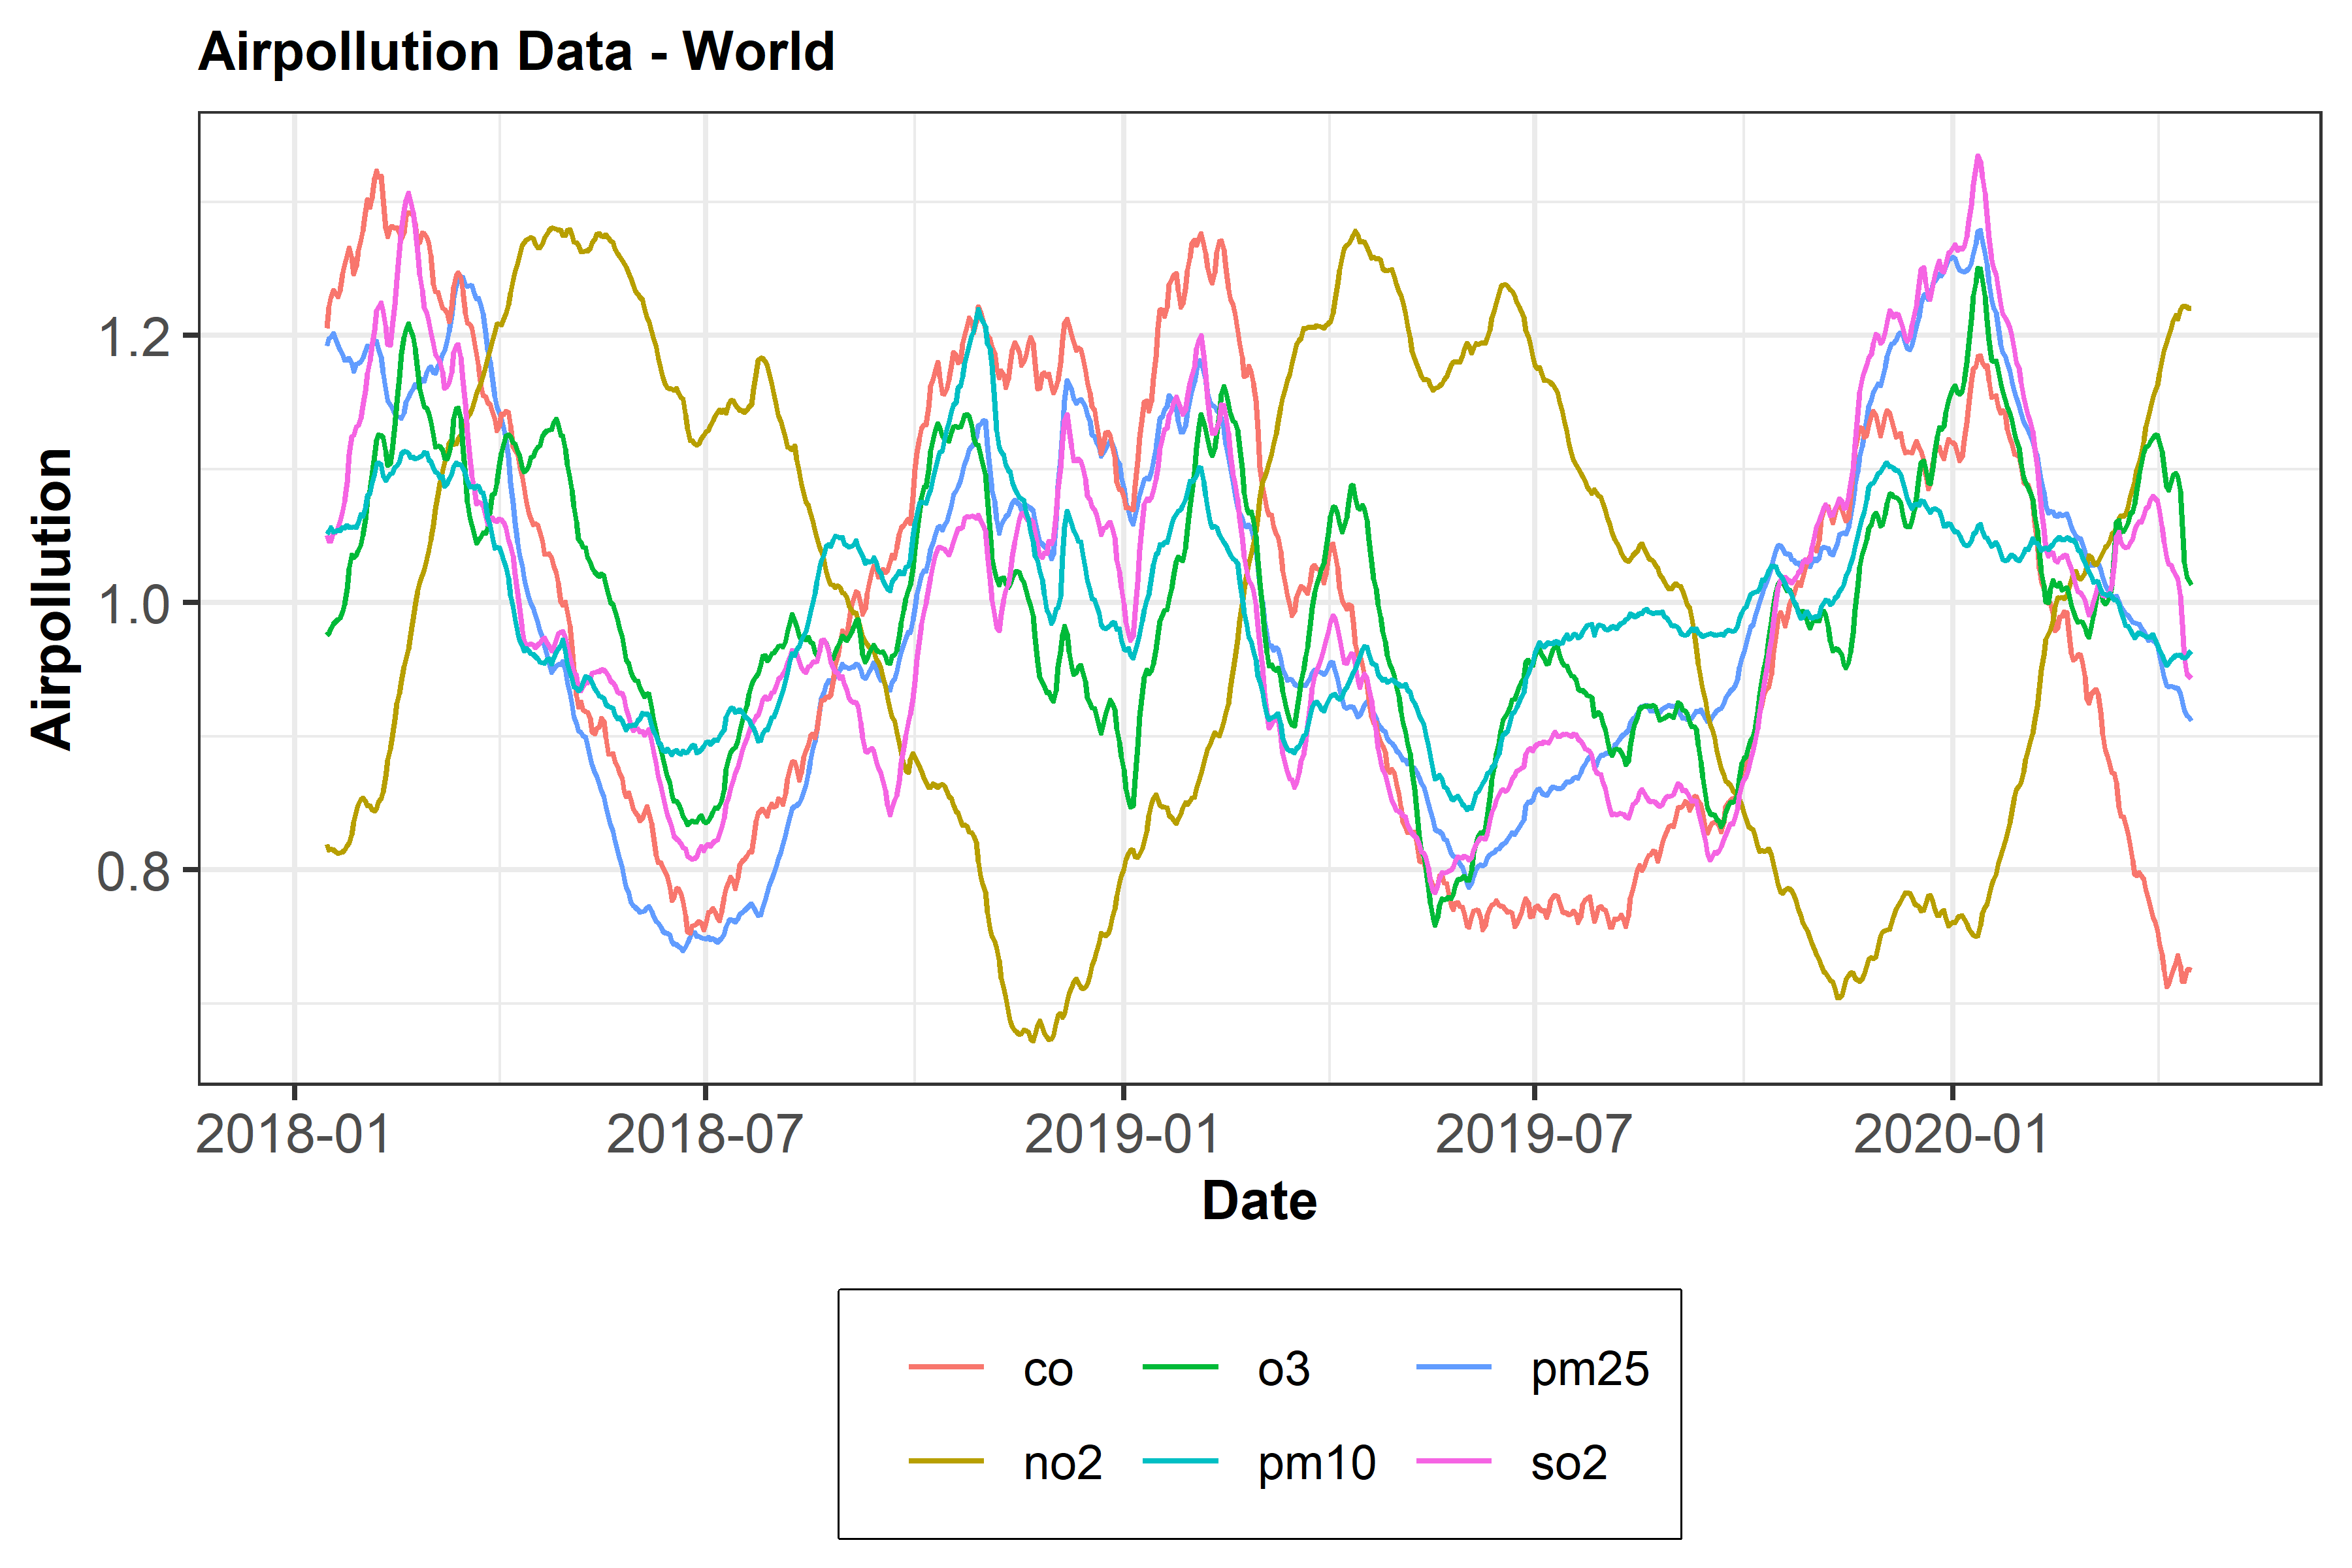 Airpollution Data - World
Airpollution
1.2
1.0
0.8
2018-01 2018-07 2019-01 2019-07 2020-01
Date
co o3 pm25
no2 pm10 so2